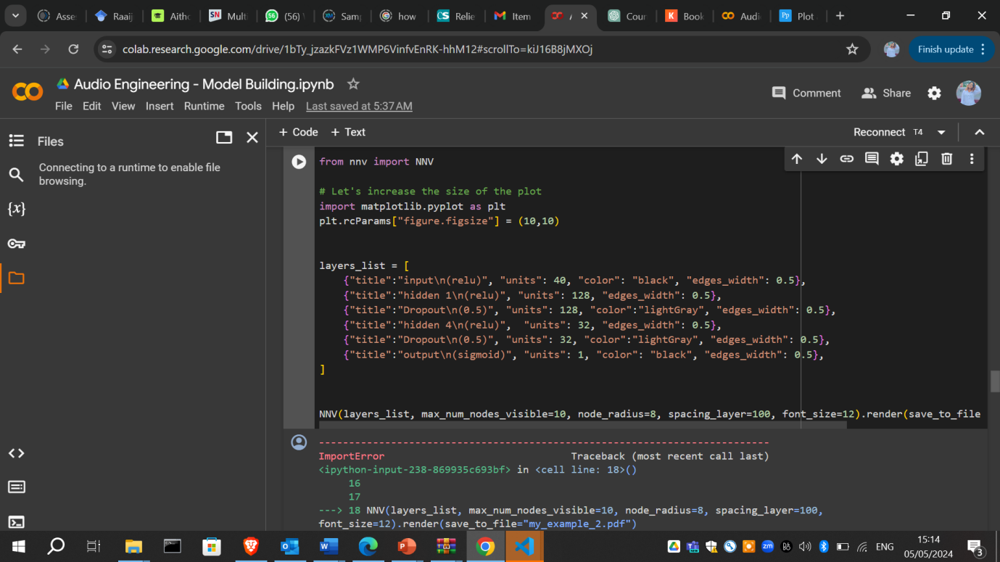 Asse
Raaij
Aitho
SN
Multi
56
(56)
Samp
how
CS
Relie
Item
Cour
K
Book
Audi
Pp
Plot
colab.research.google.com/drive/1bTy_jzazkFVz1WMP6VinfvEnRK-hhM12#scrollTo=kiJ16B8jMXOj
Finish update
Audio Engineering - Model Building.ipynb
File Edit View Insert Runtime Tools Help Last saved at 5:37 AM
Comment
Share
Files
+ Code + Text
Reconnect T4
Connecting to a runtime to enable file
browsing.
{x}
from nnv import NNV
# Let's increase the size of the plot
import matplotlib.pyplot as plt
plt.rcParams["figure.figsize"] = (10,10)
layers_list = [
{"title":"input\n(relu)", "units": 40, "color": "black", "edges_width": 0.5},
{"title":"hidden 1\n(relu)", "units": 128, "edges_width": 0.5},
{"title":"Dropout\n(0.5)", "units": 128, "color":"lightGray", "edges_width": 0.5},
{"title":"hidden 4\n(relu)",  "units": 32, "edges_width": 0.5},
{"title":"Dropout\n(0.5)", "units": 32, "color":"lightGray", "edges_width": 0.5},
{"title":"output\n(sigmoid)", "units": 1, "color": "black", "edges_width": 0.5},
]
NNV(layers_list, max_num_nodes_visible=10, node_radius=8, spacing_layer=100, font_size=12).render(save_to_file
---------------------------------------------------------------------------
ImportError Traceback (most recent call last)
<ipython-input-238-869935c693bf> in <cell line: 18>()
16
17
---> 18 NNV(layers_list, max_num_nodes_visible=10, node_radius=8, spacing_layer=100,
font_size=12).render(save_to_file="my_example_2.pdf")
ENG
15:14
05/05/2024
3